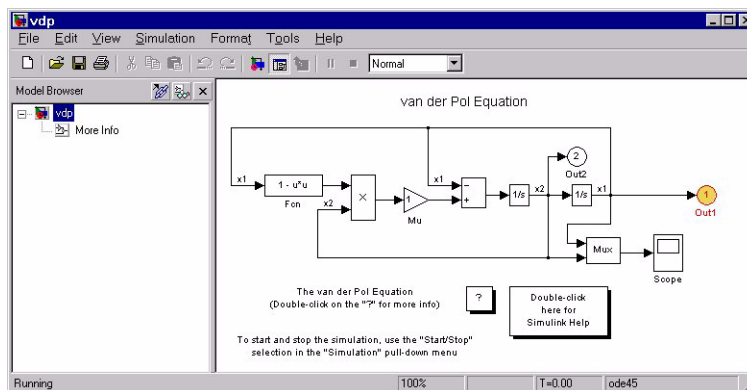 vdp
File Edit View Simulation Format Tools Help
Normal
Model Browser
vdp
More Info
van der Pol Equation
x1
1 - u*u
Fcn
x2
×
1
Mu
x1
−
+
1/s
x2
1/s
x1
2
Out2
1
Out1
Mux
Scope
The van der Pol Equation
(Double-click on the "?" for more info)
?
Double-click
here for
Simulink Help
To start and stop the simulation, use the "Start/Stop"
selection in the "Simulation" pull-down menu
Running 100% T=0.00 ode45